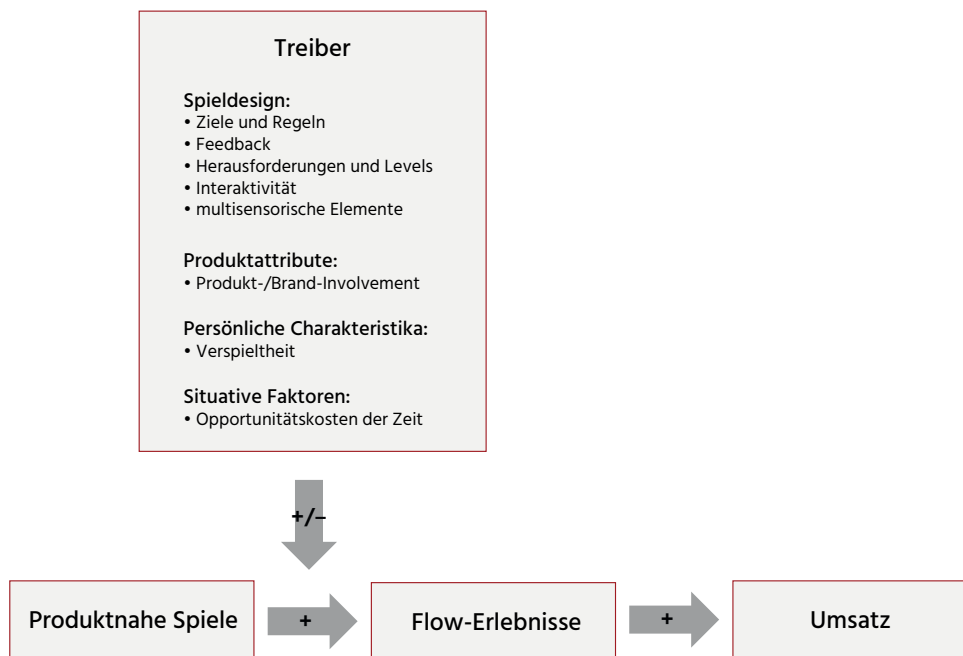 Treiber
Spieldesign:
• Ziele und Regeln
• Feedback
• Herausforderungen und Levels
• Interaktivität
• multisensorische Elemente
Produktattribute:
• Produkt-/Brand-Involvement
Persönliche Charakteristika:
• Verspieltheit
Situative Faktoren:
• Opportunitätskosten der Zeit
+/–
Produktnahe Spiele
+
Flow-Erlebnisse
+
Umsatz